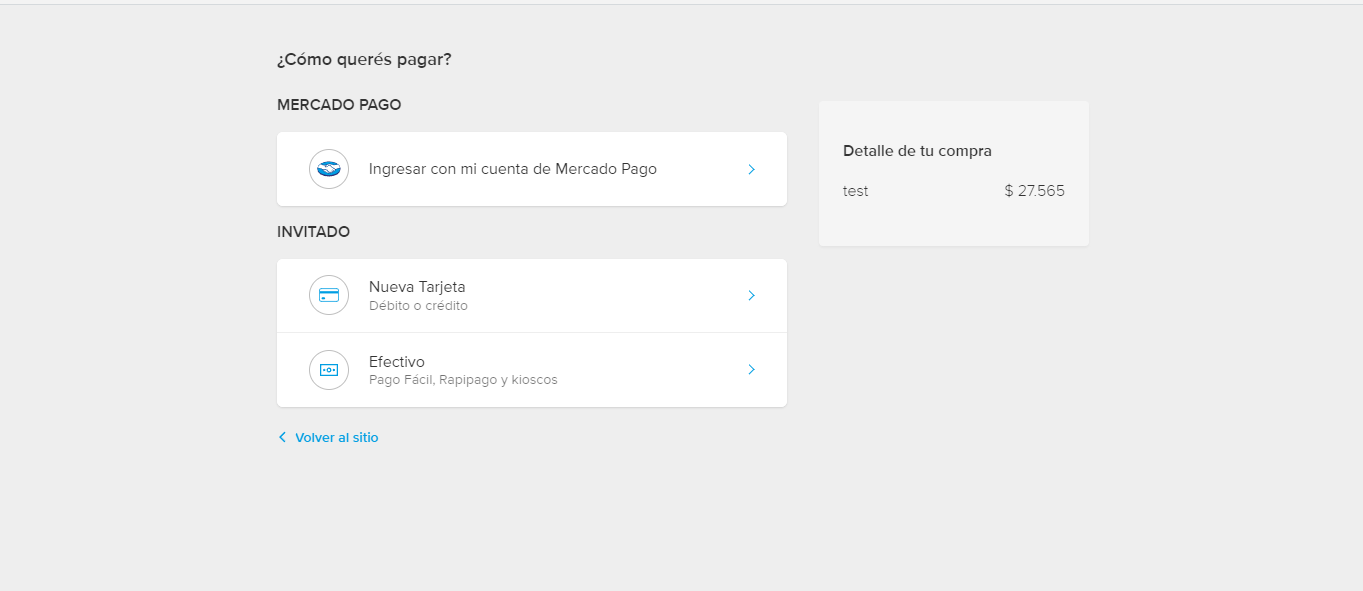 ¿Cómo querés pagar?
MERCADO PAGO
Ingresar con mi cuenta de Mercado Pago
INVITADO
Nueva Tarjeta
Débito o crédito
Efectivo
Pago Fácil, Rapipago y kioscos
Volver al sitio
Detalle de tu compra
test $ 27.565